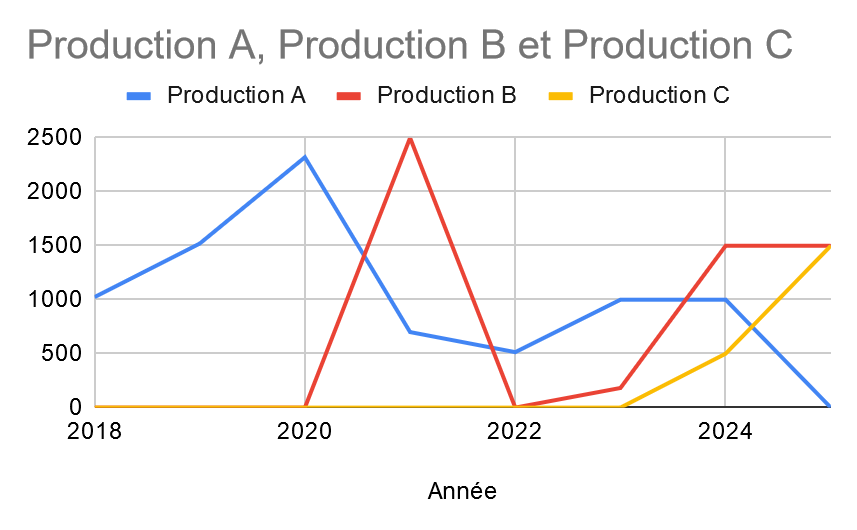 Production A, Production B et Production C
Production A Production B Production C
2500
2000
1500
1000
500
0
2018 2020 2022 2024
Année